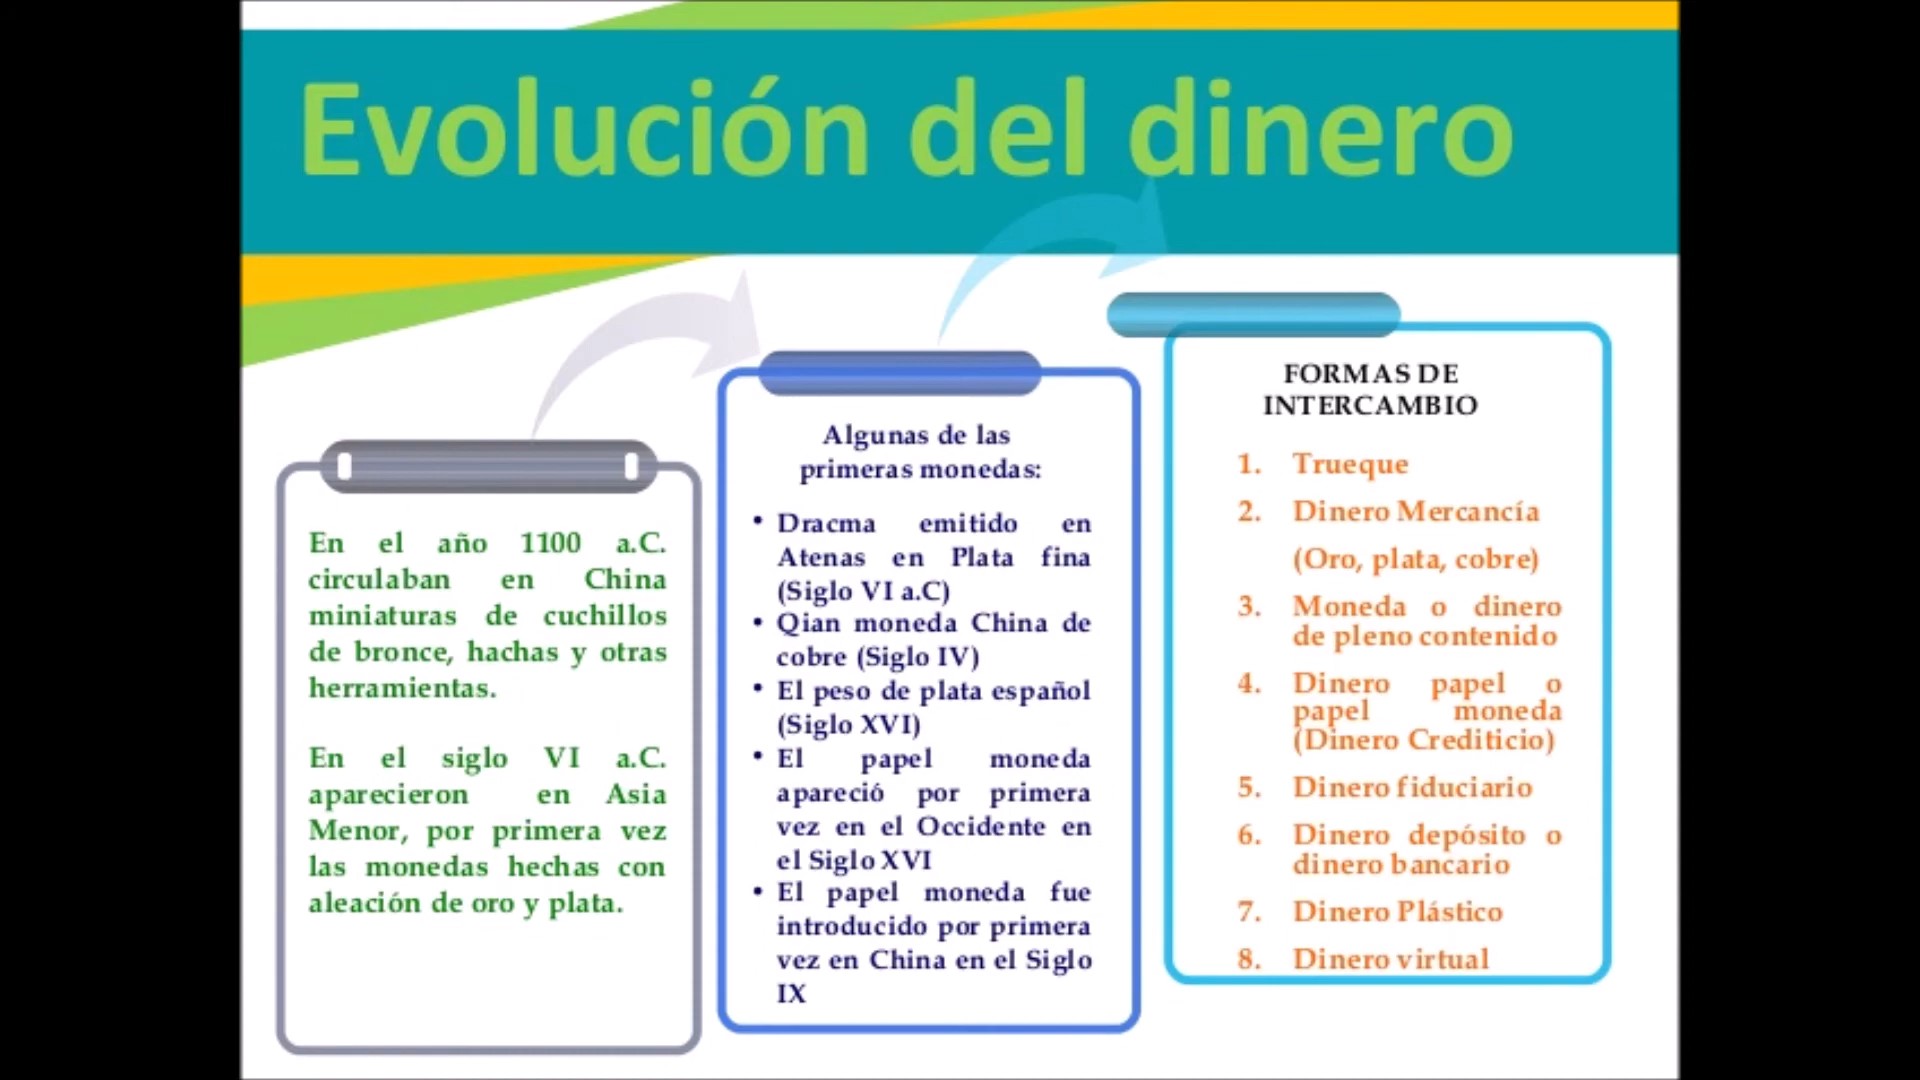 Evolución del dinero
En el año 1100 a.C.
circulaban en China
miniaturas de cuchillos
de bronce, hachas y otras
herramientas.
En el siglo VI a.C.
aparecieron en Asia
Menor, por primera vez
las monedas hechas con
aleación de oro y plata.
Algunas de las
primeras monedas:
• Dracma emitido en
Atenas en Plata fina
(Siglo VI a.C)
• Qian moneda China de
cobre (Siglo IV)
• El peso de plata español
(Siglo XVI)
• El papel moneda
apareció por primera
vez en el Occidente en
el Siglo XVI
• El papel moneda fue
introducido por primera
vez en China en el Siglo
IX
FORMAS DE
INTERCAMBIO
1. Trueque
2. Dinero Mercancía
(Oro, plata, cobre)
3. Moneda o dinero
de pleno contenido
4. Dinero papel o
papel moneda
(Dinero Crediticio)
5. Dinero fiduciario
6. Dinero depósito o
dinero bancario
7. Dinero Plástico
8. Dinero virtual